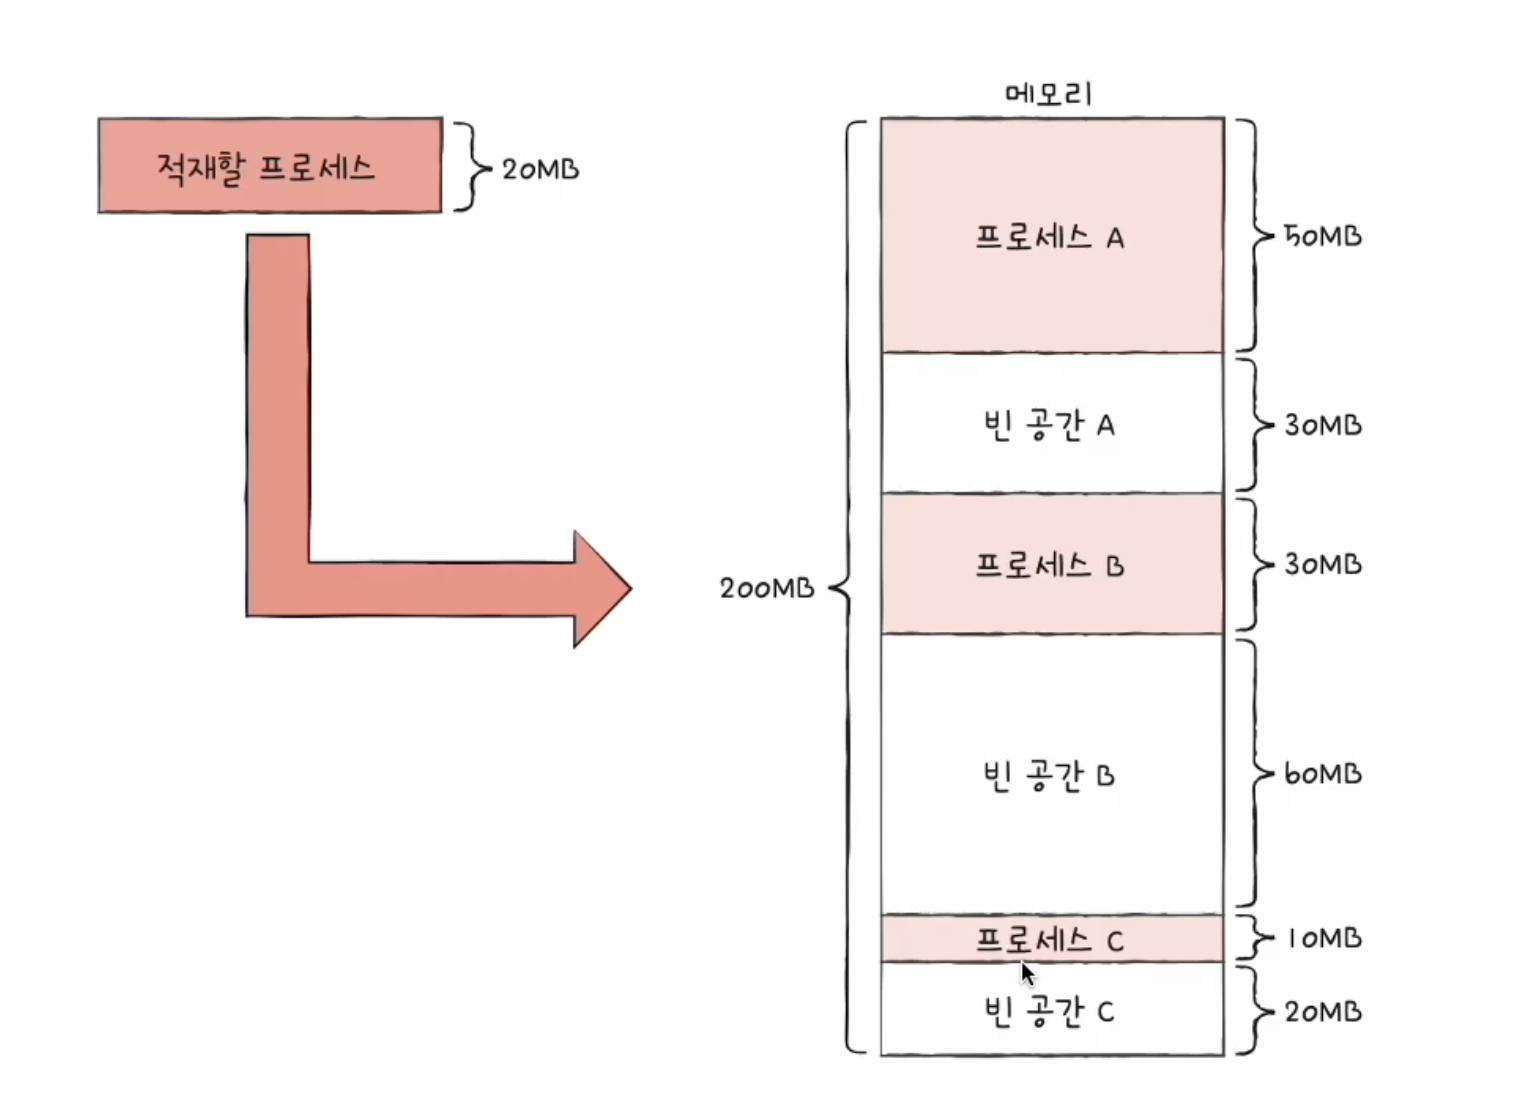 적재할 프로세스
20MB
메모리
200MB
프로세스 A
50MB
빈 공간 A
30MB
프로세스 B
30MB
빈 공간 B
60MB
프로세스 C
10MB
빈 공간 C
20MB